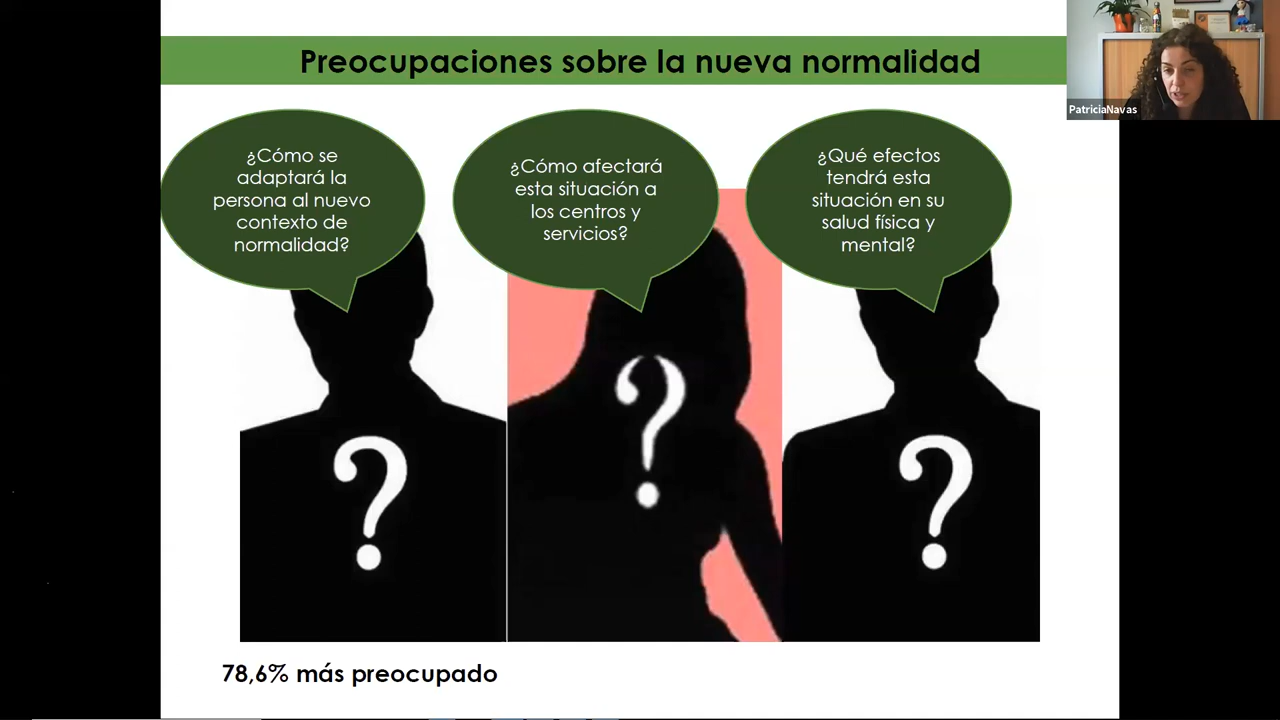 Preocupaciones sobre la nueva normalidad
PatriciaNavas
¿Cómo se
adaptará la
persona al nuevo
contexto de
normalidad?
¿Cómo afectará
esta situación a
los centros y
servicios?
¿Qué efectos
tendrá esta
situación en su
salud física y
mental?
?
?
?
78,6% más preocupado